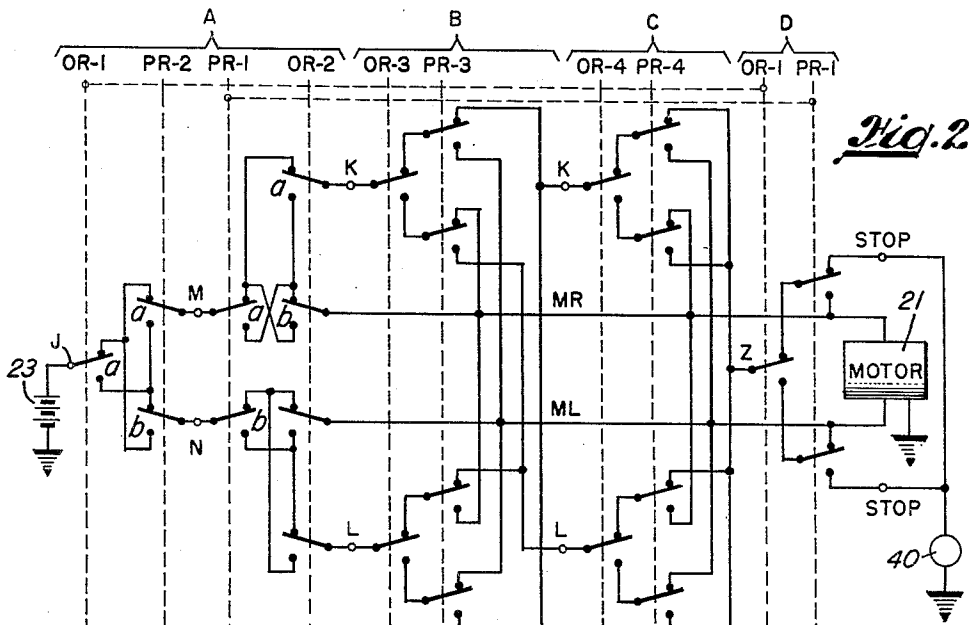 A B C D
OR-1 PR-2 PR-1 OR-2 OR-3 PR-3 OR-4 PR-4 OR-1 PR-1
Fig. 2
a K K
STOP
M MR
a a b 21
J Z
23 a MOTOR
b b ML
N
STOP
L L
40